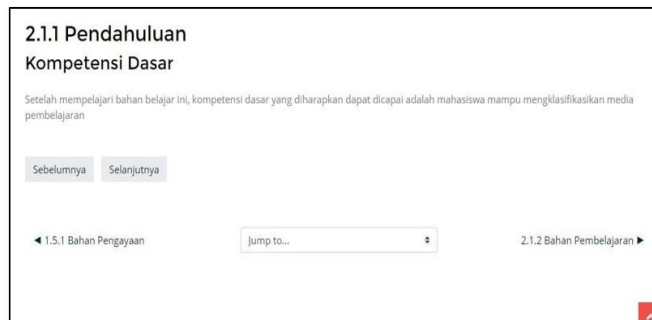 2.1.1 Pendahuluan
Kompetensi Dasar
Setelah mempelajari bahan belajar ini, kompetensi dasar yang diharapkan dapat dicapai adalah mahasiswa mampu mengklasifikasikan media
pembelajaran
Sebelumnya Selanjutnya
◀ 1.5.1 Bahan Pengayaan Jump to... 2.1.2 Bahan Pembelajaran ▶